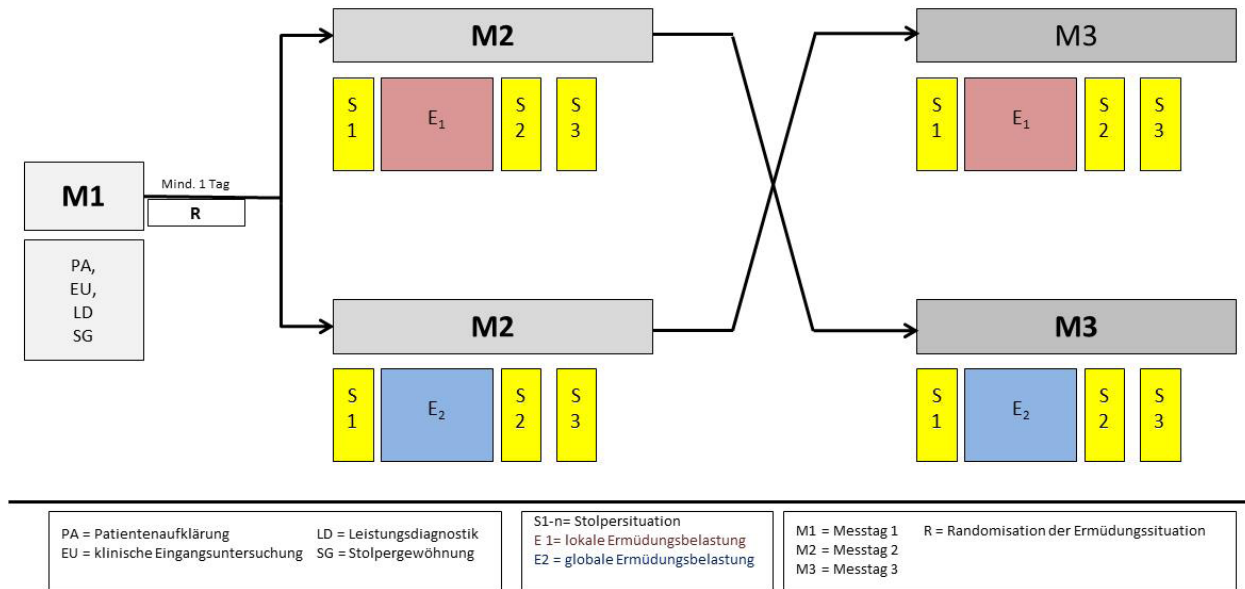 M2
M3
S
1
E1
S
2
S
3
S
1
E1
S
2
S
3
M1
Mind. 1 Tag
R
PA,
EU,
LD
SG
M2
M3
S
1
E2
S
2
S
3
S
1
E2
S
2
S
3
PA = Patientenaufklärung
LD = Leistungsdiagnostik
EU = klinische Eingangsuntersuchung
SG = Stolpergewöhnung
S1-n= Stolpersituation
E 1= lokale Ermüdungsbelastung
E2 = globale Ermüdungsbelastung
M1 = Messtag 1
R = Randomisation der Ermüdungssituation
M2 = Messtag 2
M3 = Messtag 3